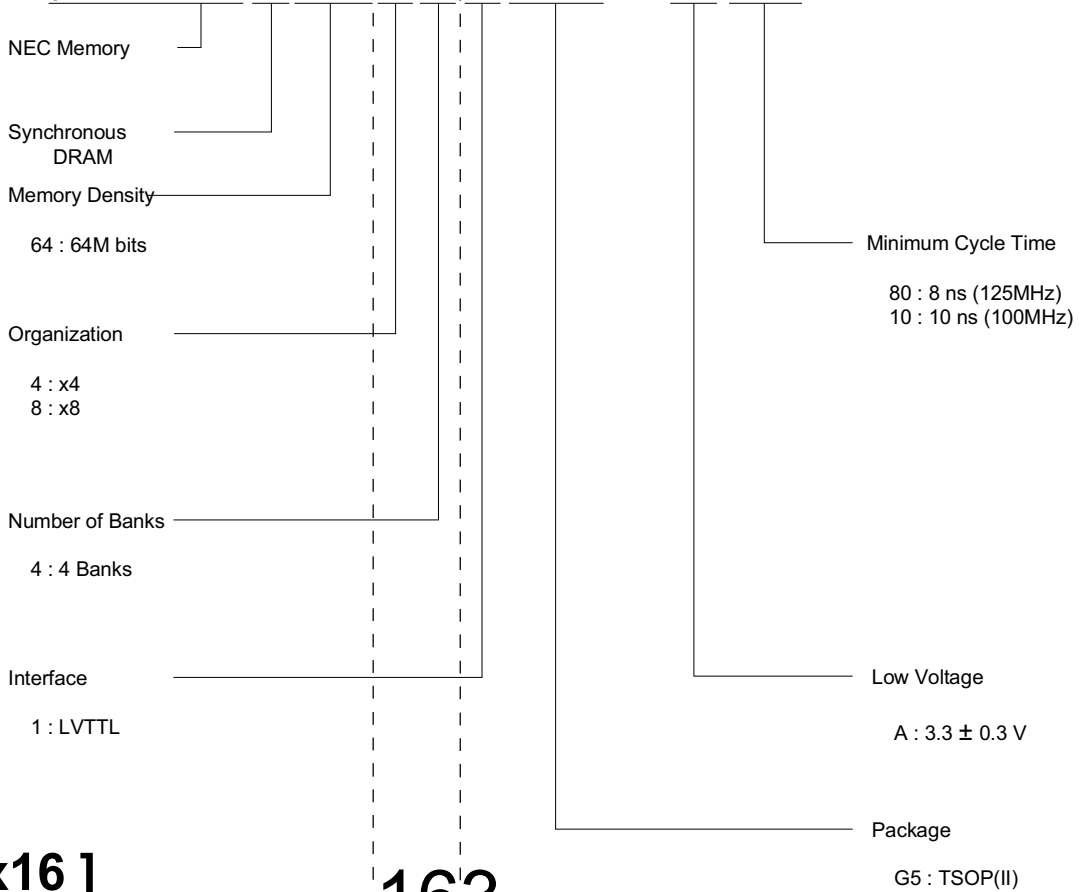 NEC Memory
Synchronous
DRAM
Memory Density
64 : 64M bits
Organization
4 : x4
8 : x8
Number of Banks
4 : 4 Banks
Interface
1 : LVTTL
Minimum Cycle Time
80 : 8 ns (125MHz)
10 : 10 ns (100MHz)
Low Voltage
A : 3.3 ± 0.3 V
Package
G5 : TSOP(II)
x16 ]
162